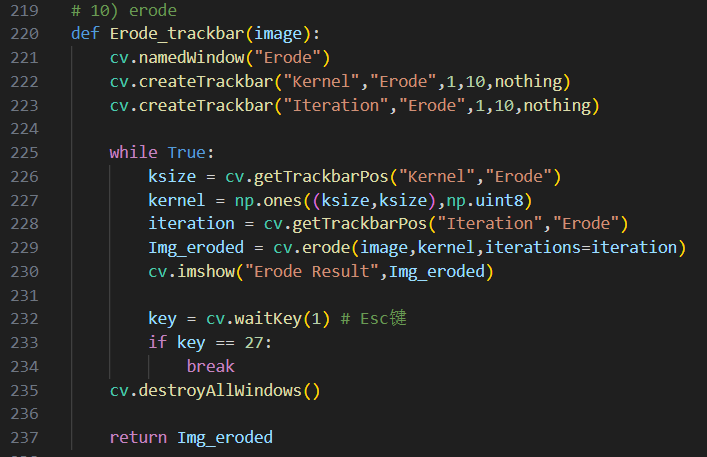 219 # 10) erode
220 def Erode_trackbar(image):
221     cv.namedWindow("Erode")
222     cv.createTrackbar("Kernel","Erode",1,10,nothing)
223     cv.createTrackbar("Iteration","Erode",1,10,nothing)
224
225     while True:
226         ksize = cv.getTrackbarPos("Kernel","Erode")
227         kernel = np.ones((ksize,ksize),np.uint8)
228         iteration = cv.getTrackbarPos("Iteration","Erode")
229         Img_eroded = cv.erode(image,kernel,iterations=iteration)
230         cv.imshow("Erode Result",Img_eroded)
231
232         key = cv.waitKey(1) # Esc键
233         if key == 27:
234             break
235     cv.destroyAllWindows()
236
237     return Img_eroded